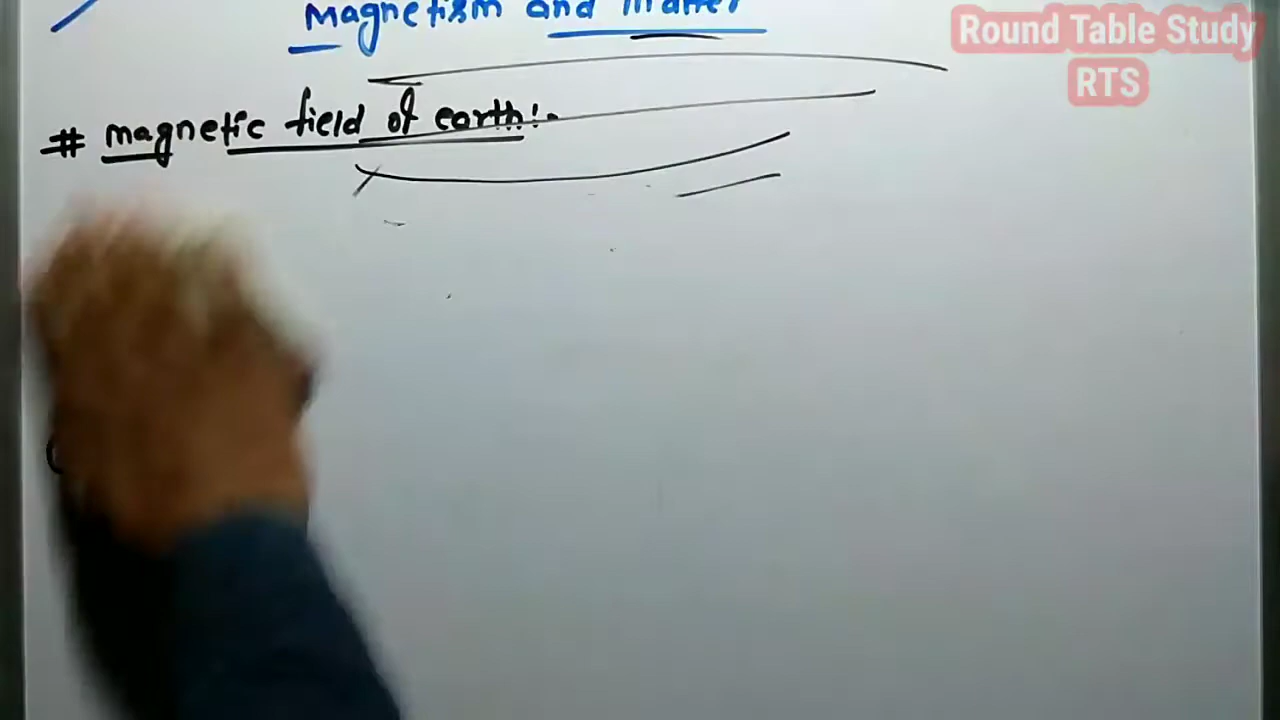 Magnetism and matter
Round Table Study
RTS
# magnetic field of earth:-